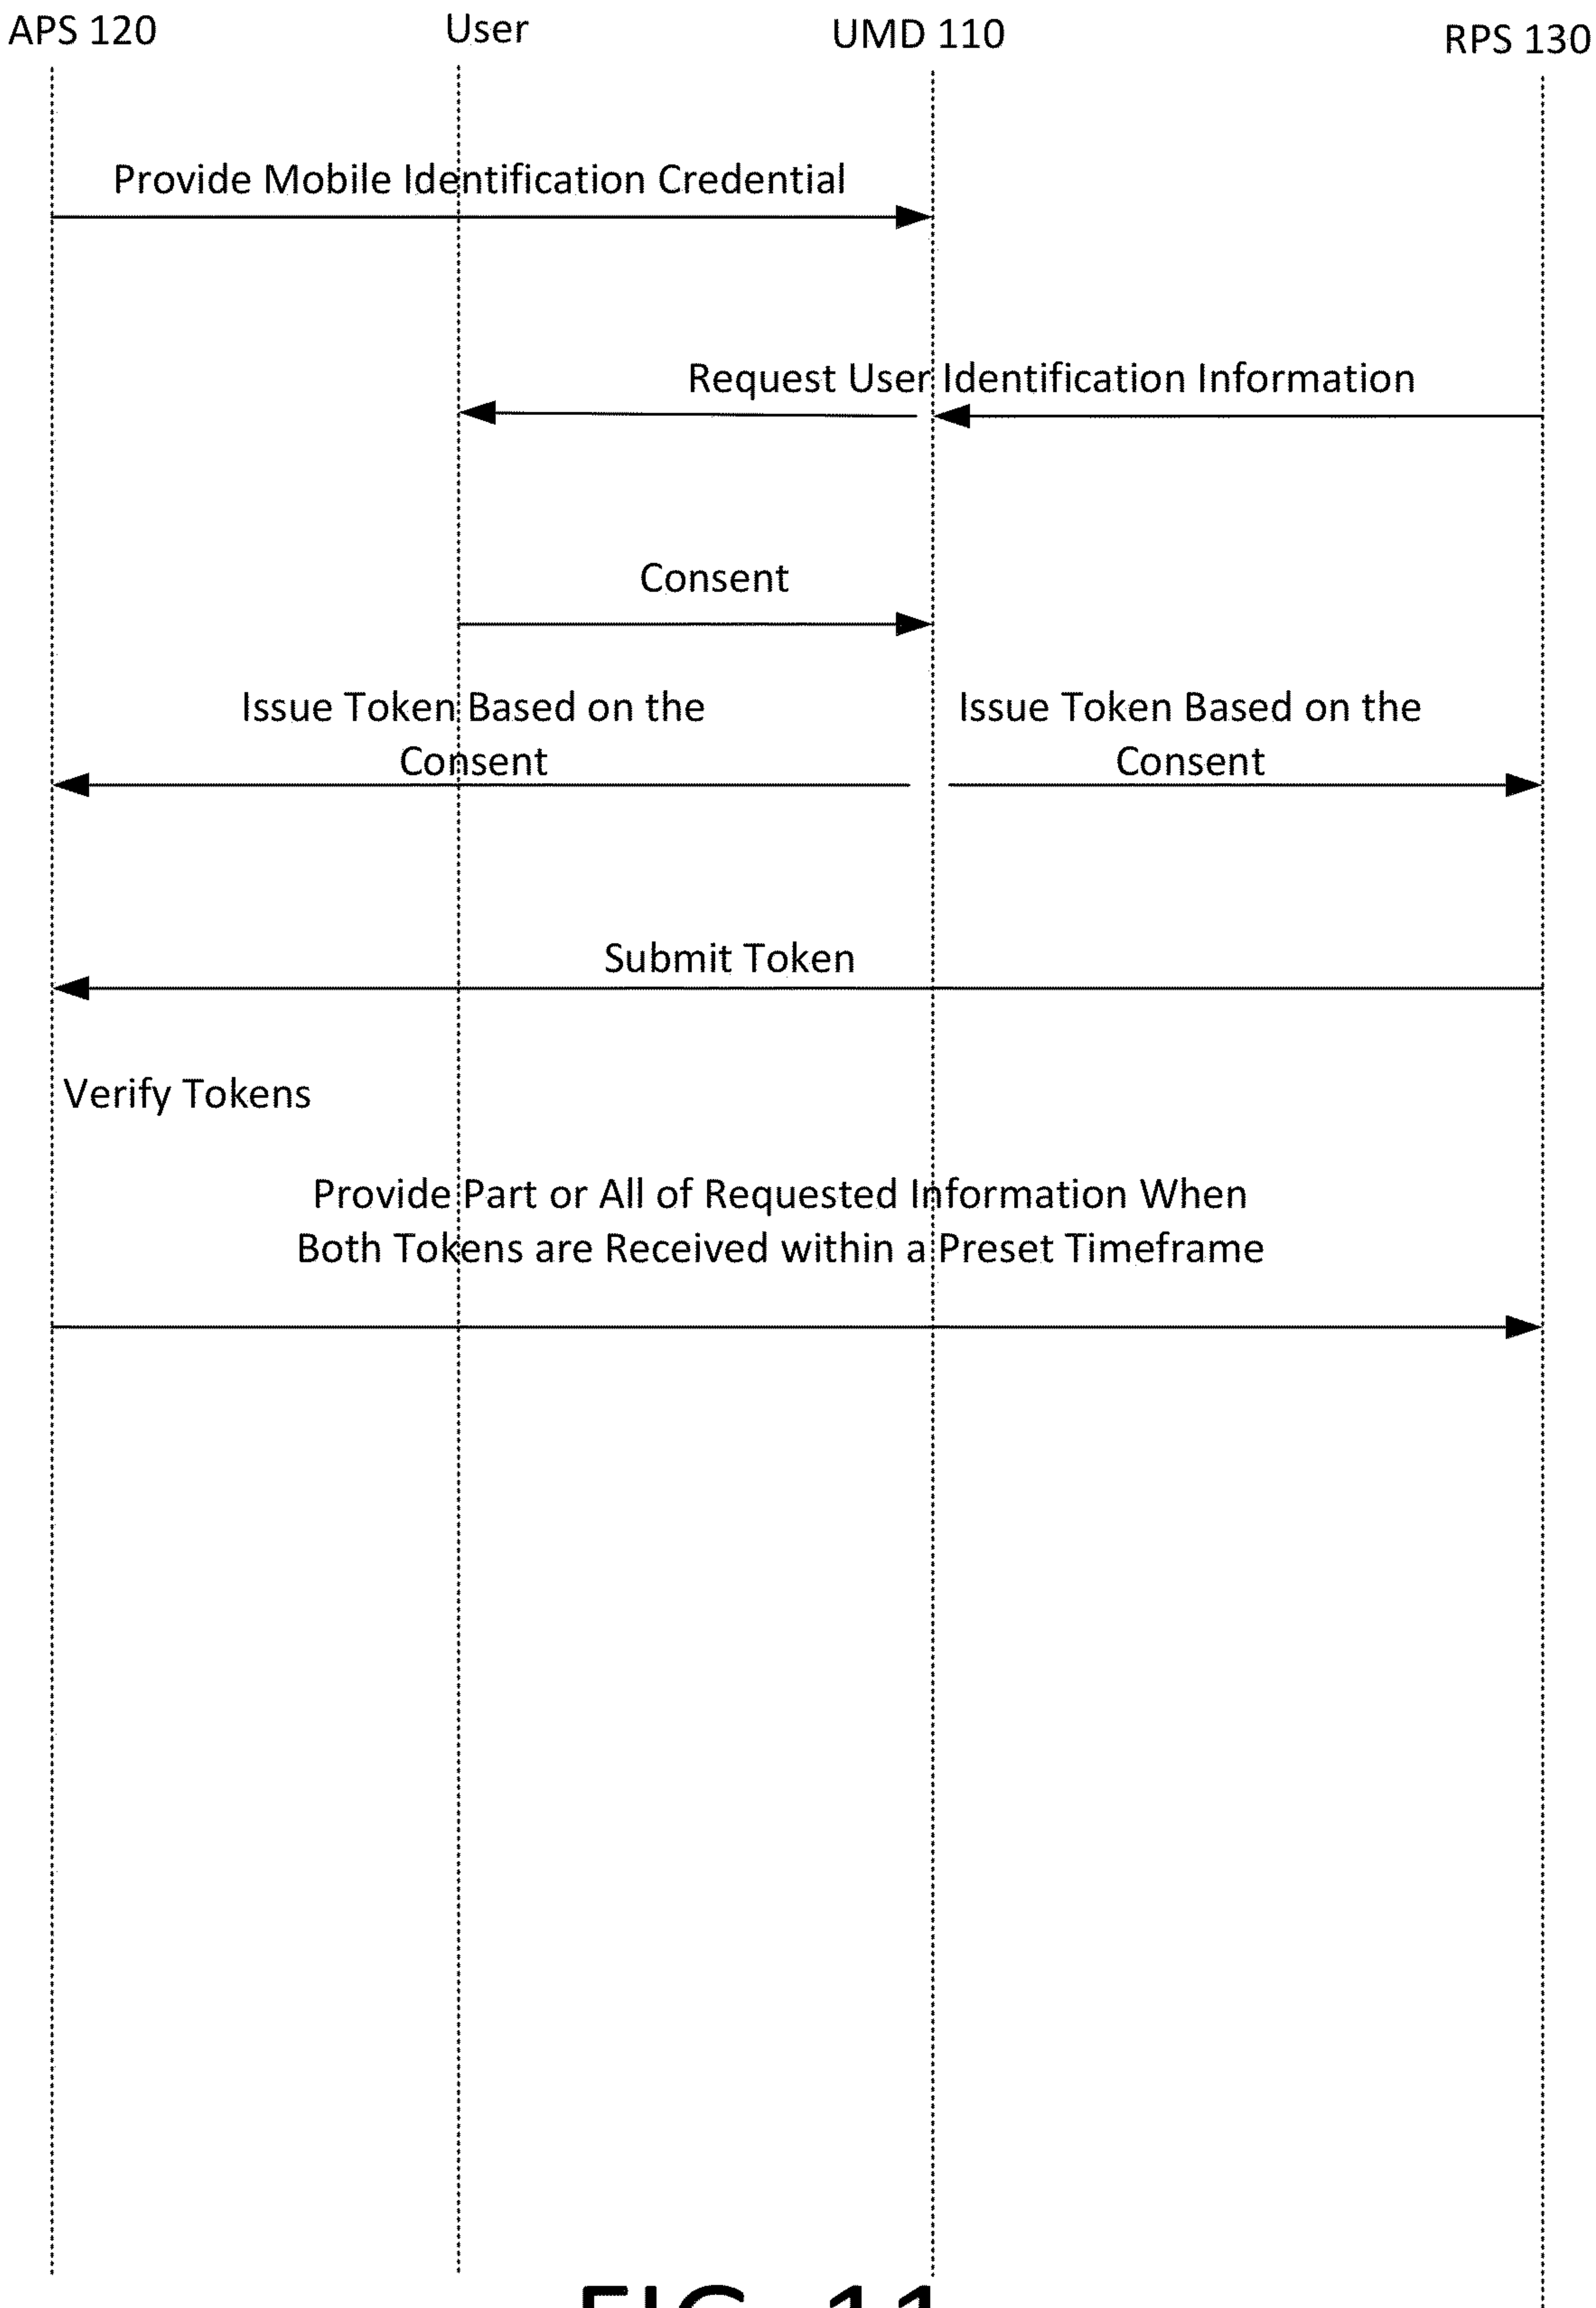 APS 120
User
UMD 110
RPS 130
Provide Mobile Identification Credential
Request User Identification Information
Consent
Issue Token Based on the
Consent
Issue Token Based on the
Consent
Submit Token
Verify Tokens
Provide Part or All of Requested Information When
Both Tokens are Received within a Preset Timeframe
FIG. 11